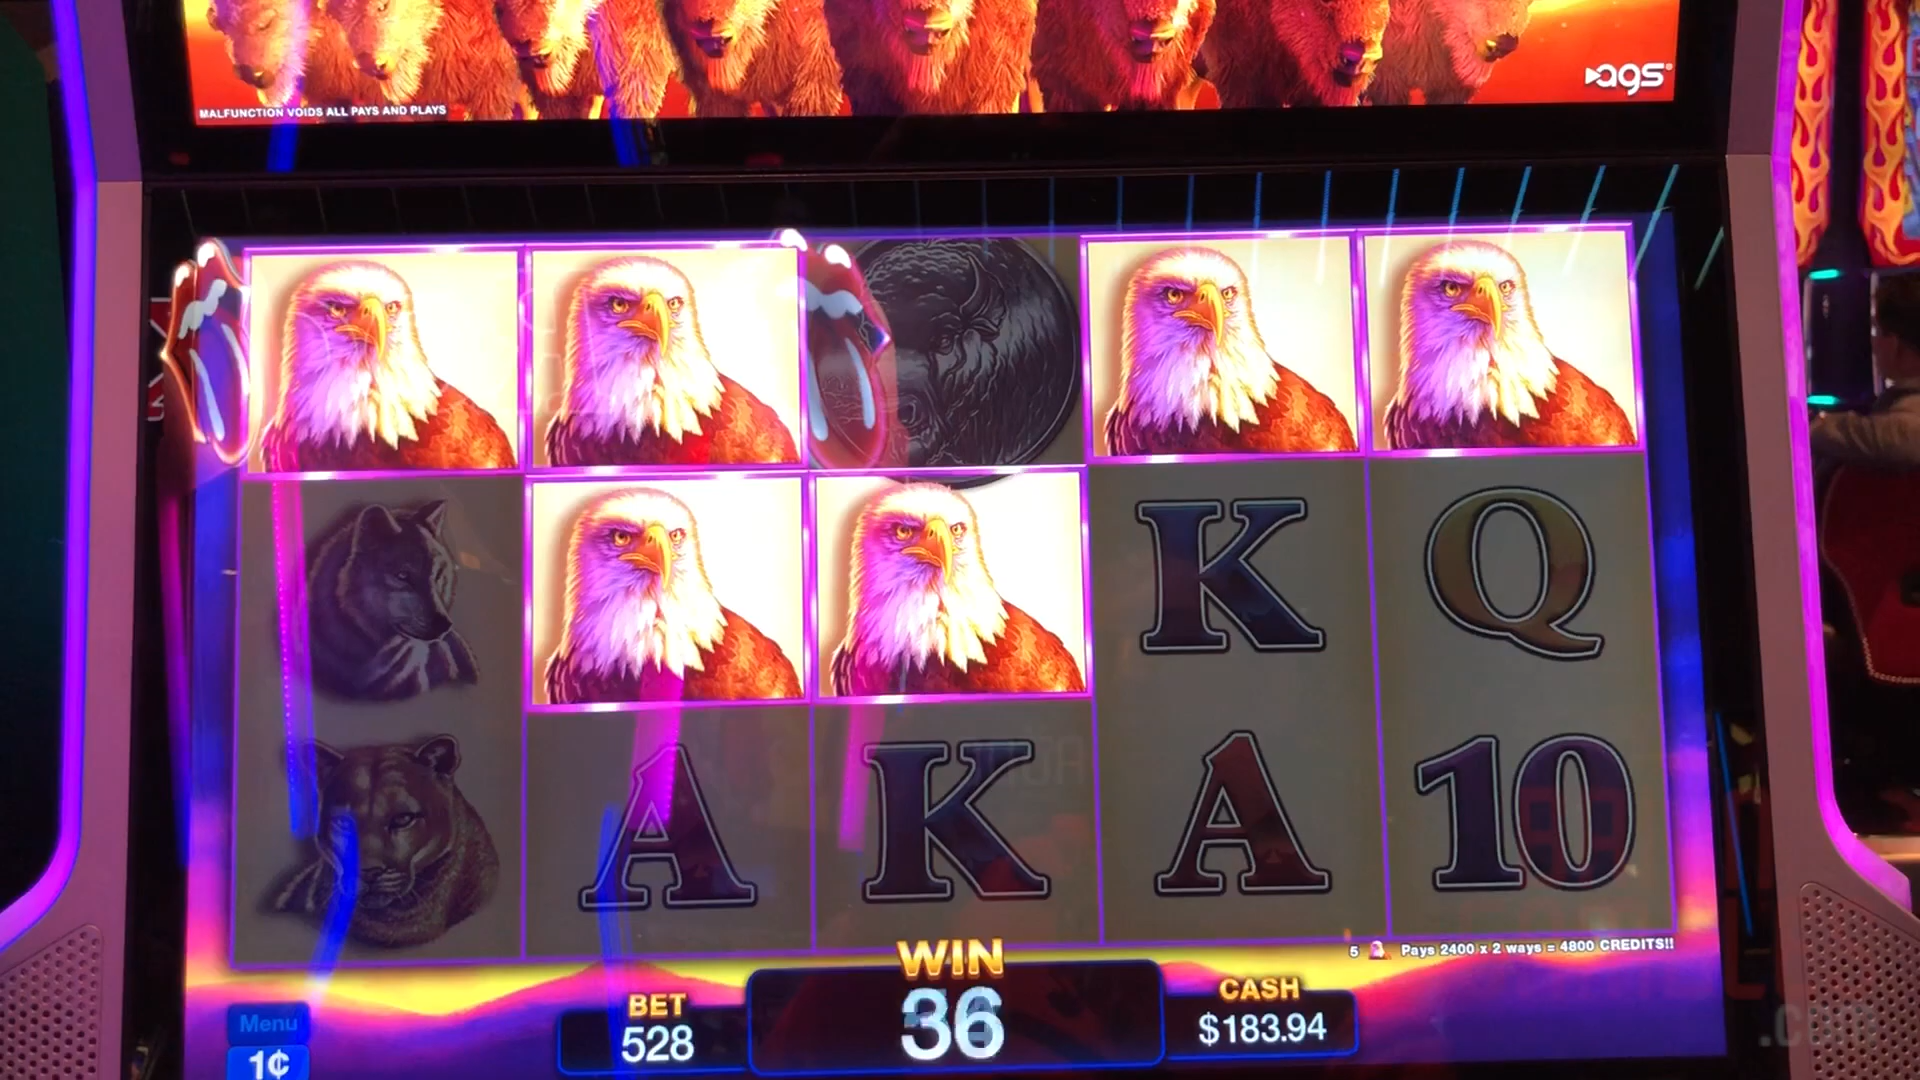 ags
MALFUNCTION VOIDS ALL PAYS AND PLAYS
K
Q
A
K
A
10
5 Pays 2400 x 2 ways = 4800 CREDITS!!
WIN
36
BET
528
CASH
$183.94
Menu
1¢
.com